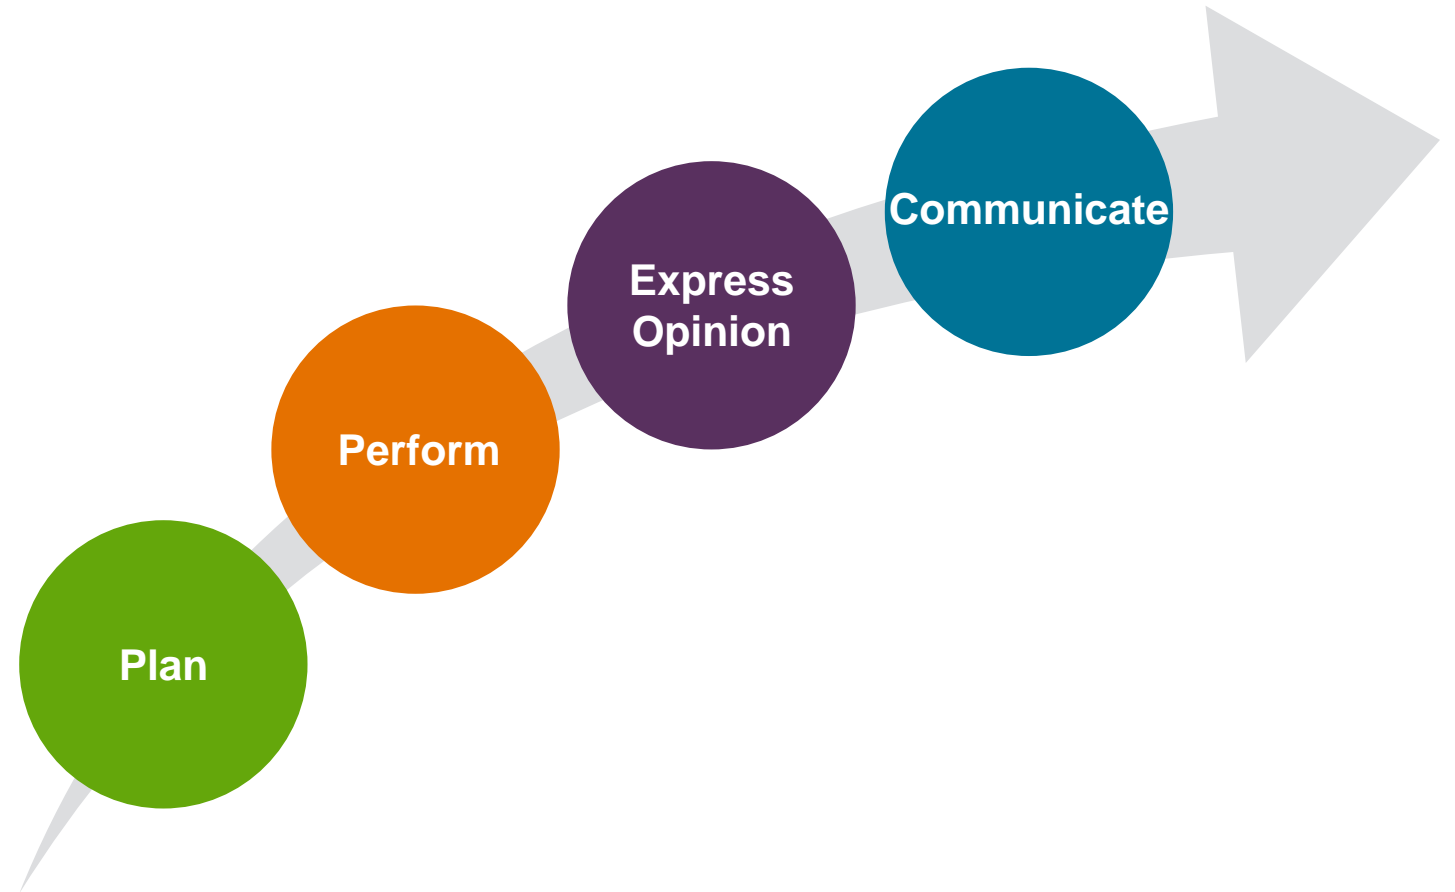 Plan
Perform
Express
Opinion
Communicate